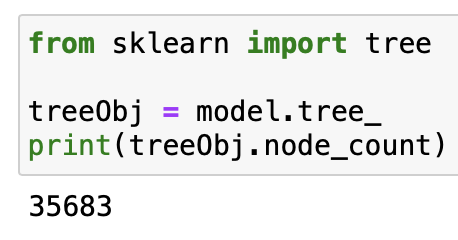 from sklearn import tree
treeObj = model.tree_
print(treeObj.node_count)
35683